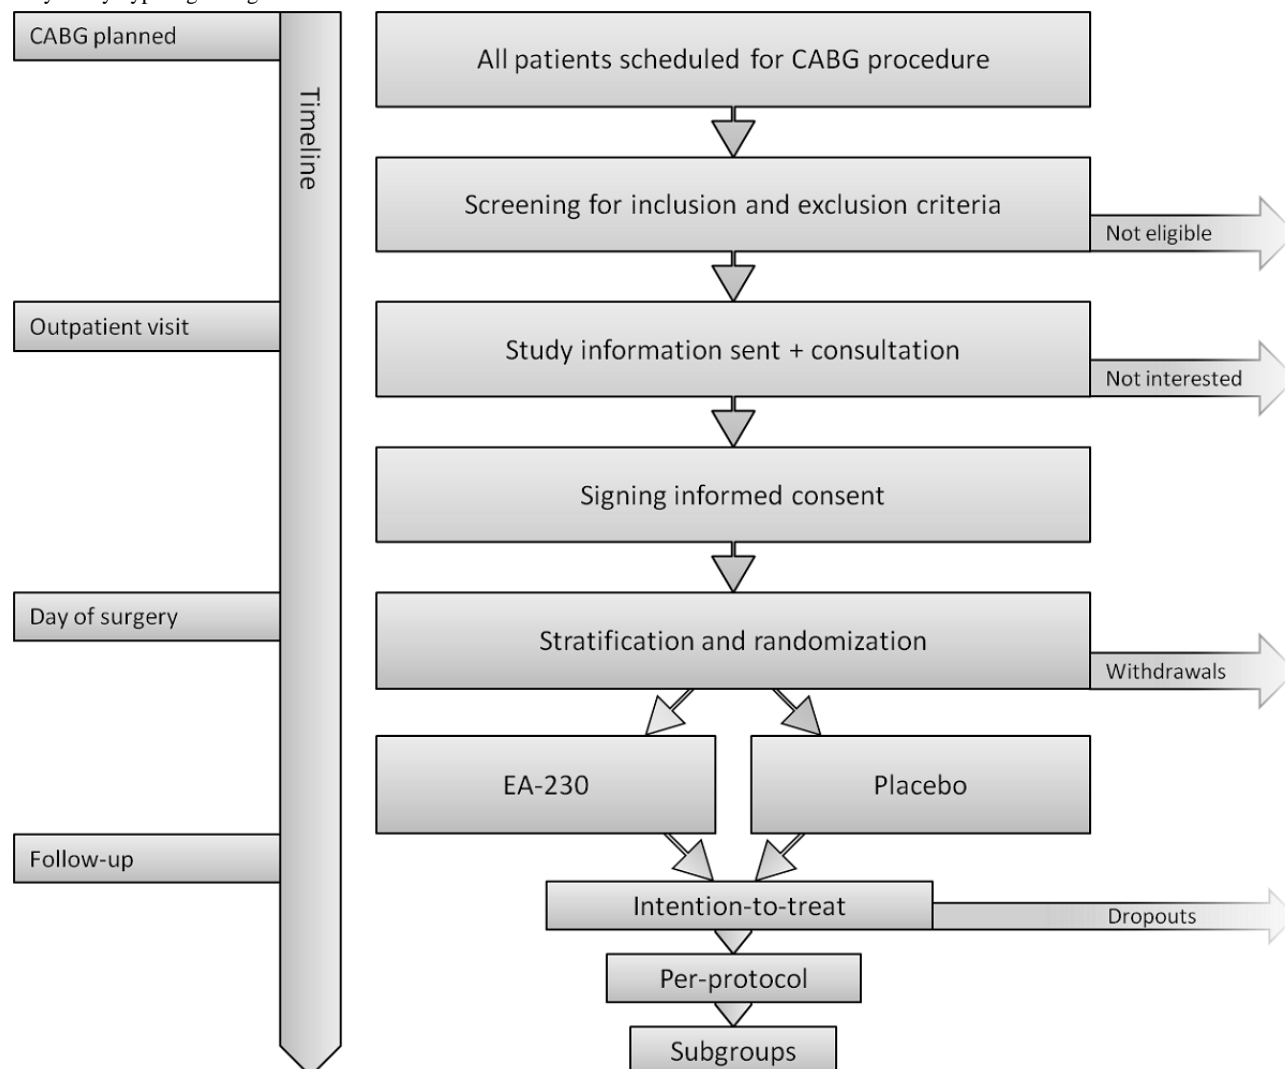 CABG planned
Timeline
All patients scheduled for CABG procedure
Screening for inclusion and exclusion criteria
Not eligible
Outpatient visit
Study information sent + consultation
Not interested
Signing informed consent
Day of surgery
Stratification and randomization
Withdrawals
EA-230
Placebo
Follow-up
Intention-to-treat
Dropouts
Per-protocol
Subgroups